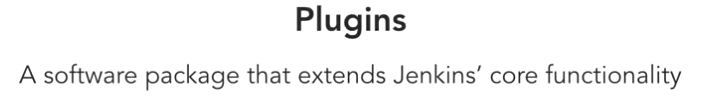 Plugins
A software package that extends Jenkins’ core functionality